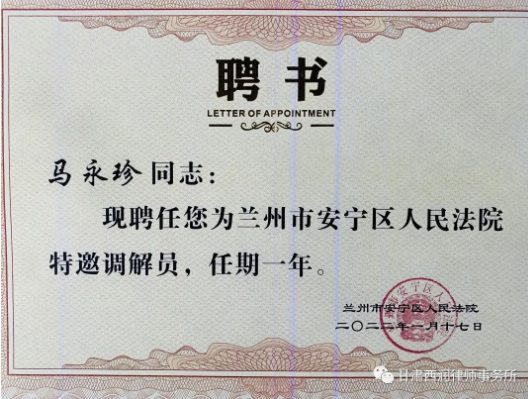 聘书
LETTER OF APPOINTMENT
马永珍同志：
现聘任您为兰州市安宁区人民法院
特邀调解员，任期一年。
兰州市安宁区人民法院
二〇二二年一月十七日
甘肃西润律师事务所